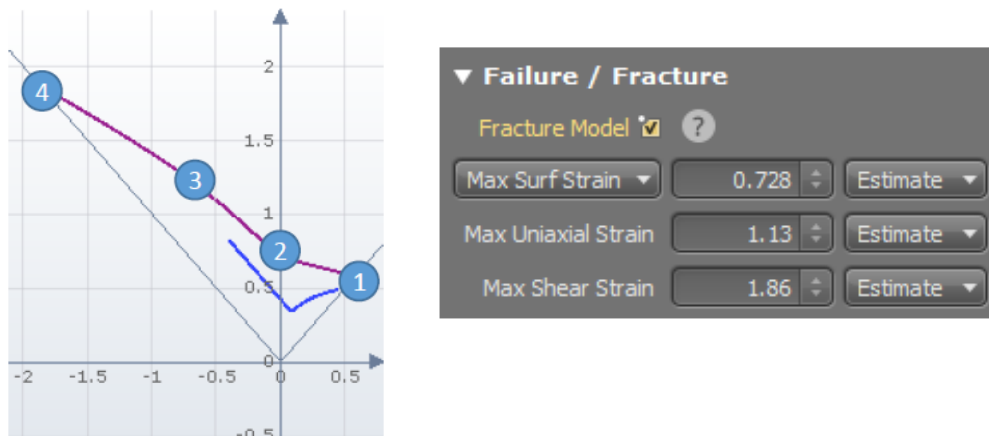 2
4
1.5
3
1
2
0.5
1
0
-2 -1.5 -1 -0.5 0 0.5
-0.5
▼ Failure / Fracture
Fracture Model ?
Max Surf Strain ▼ 0.728 Estimate ▼
Max Uniaxial Strain 1.13 Estimate ▼
Max Shear Strain 1.86 Estimate ▼